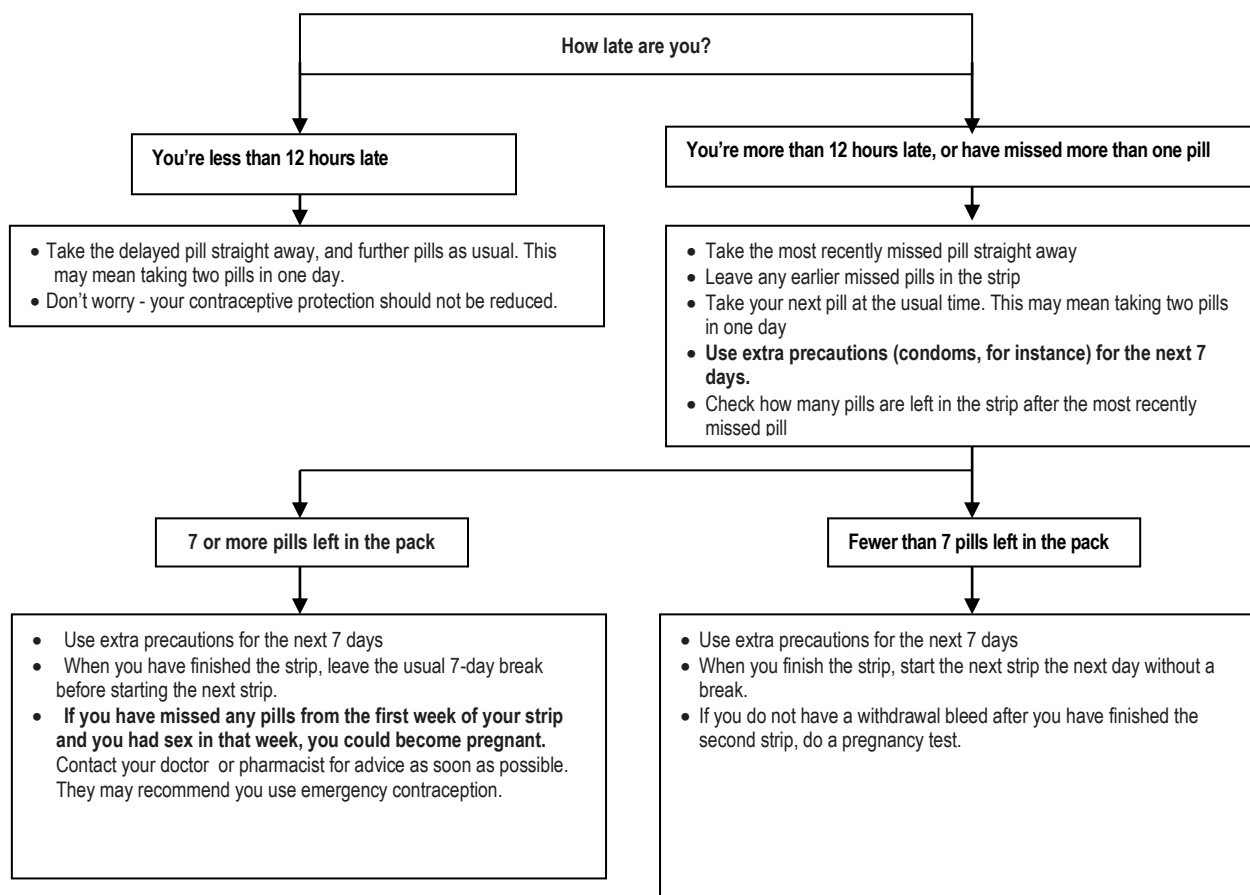 How late are you?
You're less than 12 hours late
You're more than 12 hours late, or have missed more than one pill
• Take the delayed pill straight away, and further pills as usual. This
may mean taking two pills in one day.
• Don't worry - your contraceptive protection should not be reduced.
• Take the most recently missed pill straight away
• Leave any earlier missed pills in the strip
• Take your next pill at the usual time. This may mean taking two pills
in one day
• Use extra precautions (condoms, for instance) for the next 7
days.
• Check how many pills are left in the strip after the most recently
missed pill
7 or more pills left in the pack
Fewer than 7 pills left in the pack
• Use extra precautions for the next 7 days
• When you have finished the strip, leave the usual 7-day break
before starting the next strip.
• If you have missed any pills from the first week of your strip
and you had sex in that week, you could become pregnant.
Contact your doctor or pharmacist for advice as soon as possible.
They may recommend you use emergency contraception.
• Use extra precautions for the next 7 days
• When you finish the strip, start the next strip the next day without a
break.
• If you do not have a withdrawal bleed after you have finished the
second strip, do a pregnancy test.